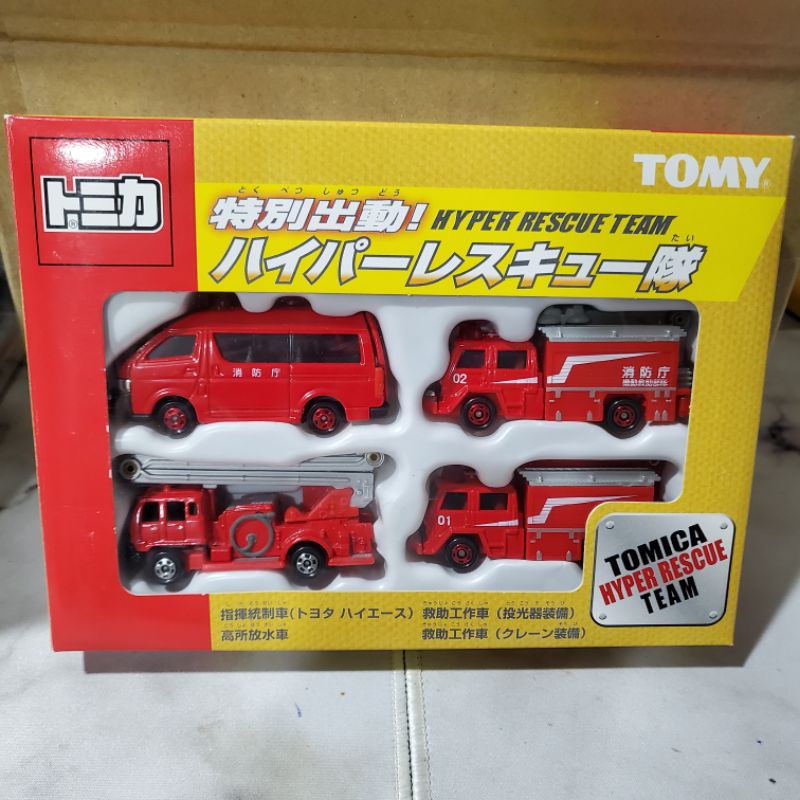 トミカ
TOMY
とくべつしゅつどう
特別出動! HYPER RESCUE TEAM
たい
ハイパーレスキュー隊
消防庁
02
消防庁
01
TOMICA
HYPER RESCUE
TEAM
指揮統制車(トヨタ ハイエース)
高所放水車
救助工作車(投光器装備)
救助工作車(クレーン装備)